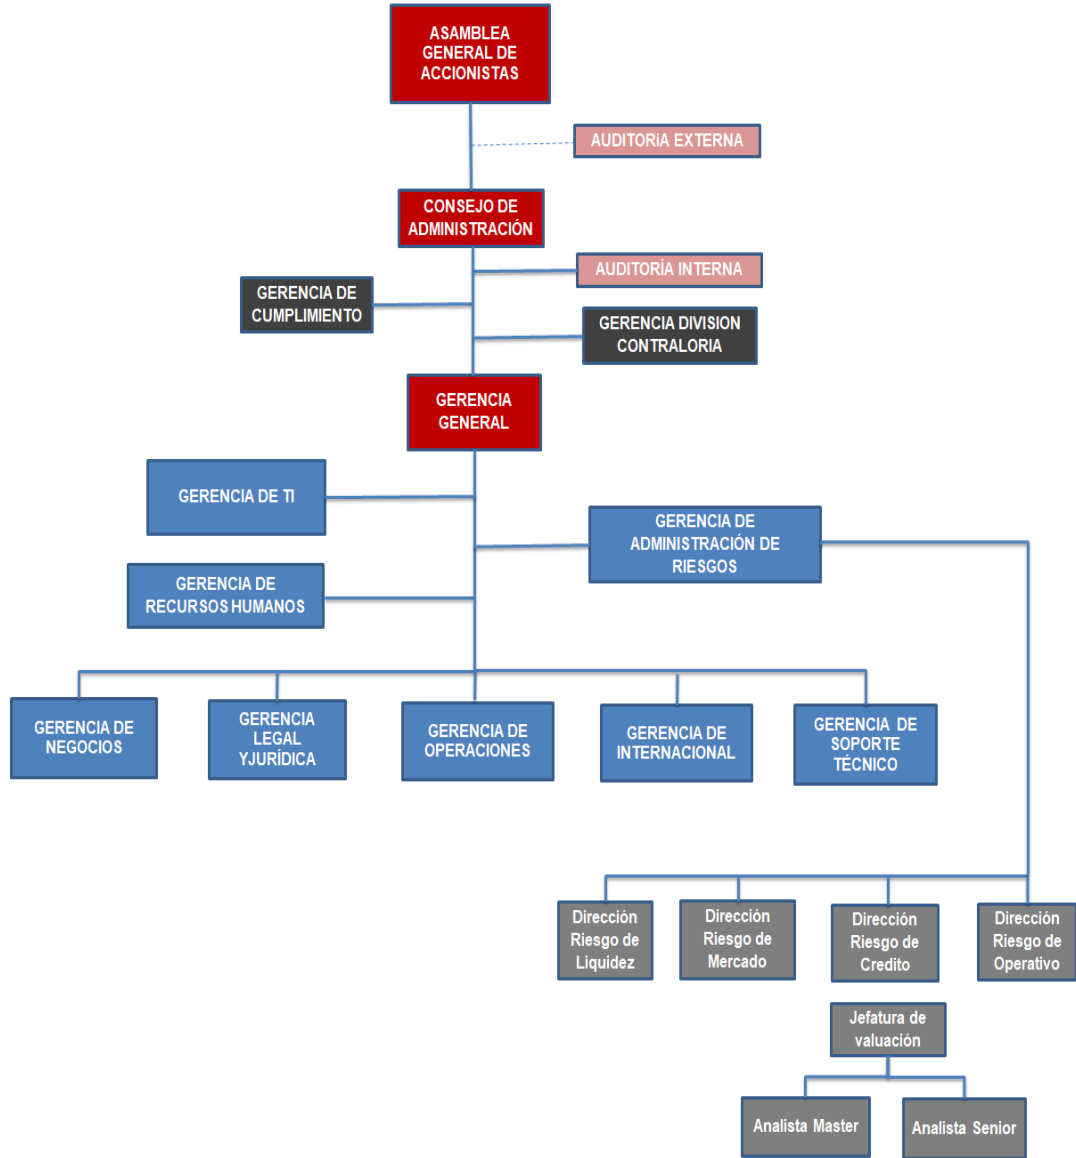 ASAMBLEA
GENERAL DE
ACCIONISTAS
AUDITORíA EXTERNA
CONSEJO DE
ADMINISTRACIÓN
AUDITORÍA INTERNA
GERENCIA DE
CUMPLIMIENTO
GERENCIA DIVISION
CONTRALORIA
GERENCIA
GENERAL
GERENCIA DE TI
GERENCIA DE
ADMINISTRACIÓN DE
RIESGOS
GERENCIA DE
RECURSOS HUMANOS
GERENCIA DE
NEGOCIOS
GERENCIA
LEGAL
YJURÍDICA
GERENCIA DE
OPERACIONES
GERENCIA DE
INTERNACIONAL
GERENCIA DE
SOPORTE
TÉCNICO
Dirección
Riesgo de
Liquidez
Dirección
Riesgo de
Mercado
Dirección
Riesgo de
Credito
Dirección
Riesgo de
Operativo
Jefatura de
valuación
Analista Master
Analista Senior